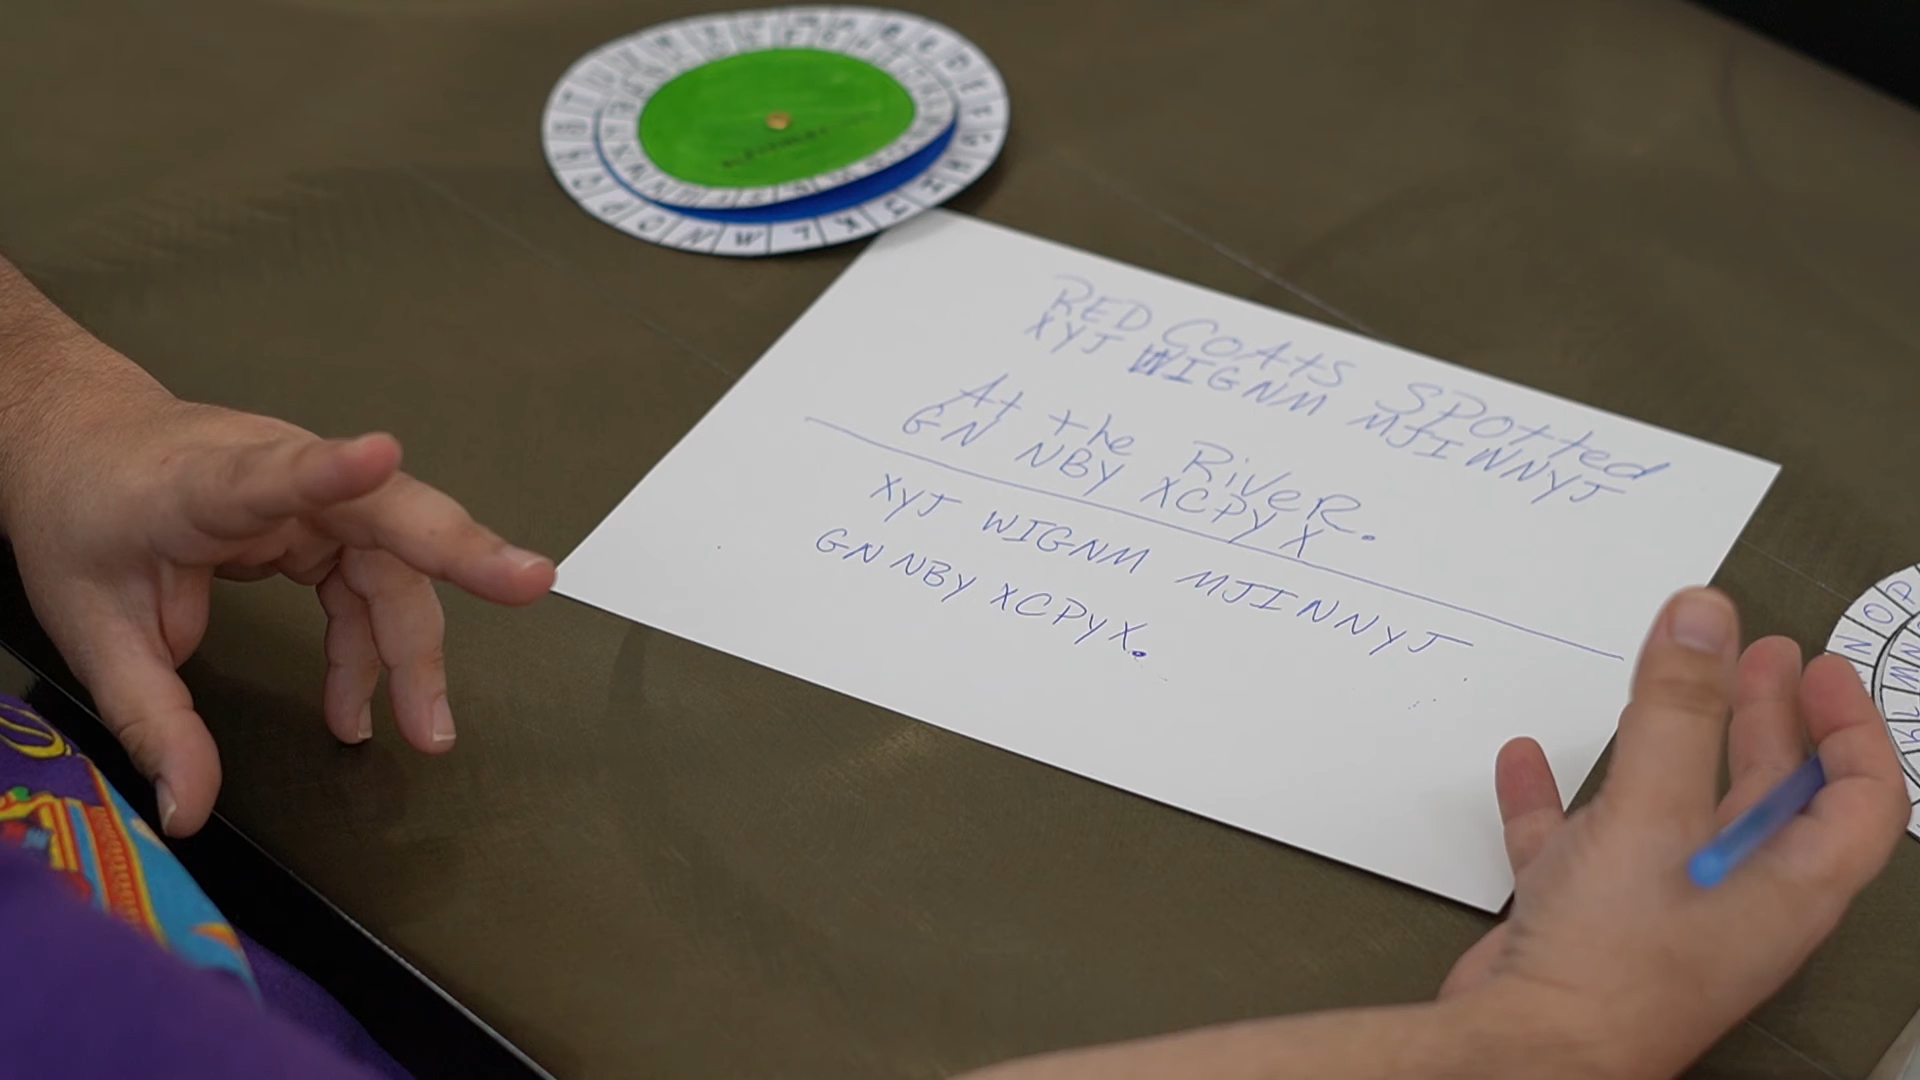 RED COAtS SPOtted
XYJ WIGNM MJINNYJ
At the RiveR.
GN NBY XCPYX
XYJ WIGNM MJINNYJ
GN NBY XCPYX.